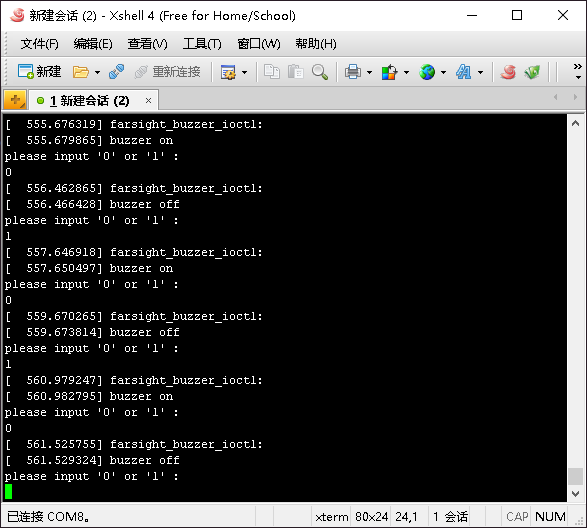 新建会话 (2) - Xshell 4 (Free for Home/School)
文件(F) 编辑(E) 查看(V) 工具(T) 窗口(W) 帮助(H)
新建 重新连接
1 新建会话 (2)
[  555.676319] farsight_buzzer_ioctl:
[  555.679865] buzzer on
please input '0' or '1' :
0
[  556.462865] farsight_buzzer_ioctl:
[  556.466428] buzzer off
please input '0' or '1' :
1
[  557.646918] farsight_buzzer_ioctl:
[  557.650497] buzzer on
please input '0' or '1' :
0
[  559.670265] farsight_buzzer_ioctl:
[  559.673814] buzzer off
please input '0' or '1' :
1
[  560.979247] farsight_buzzer_ioctl:
[  560.982795] buzzer on
please input '0' or '1' :
0
[  561.525755] farsight_buzzer_ioctl:
[  561.529324] buzzer off
please input '0' or '1' :
已连接 COM8。 xterm 80x24 24,1 1 会话 CAP NUM